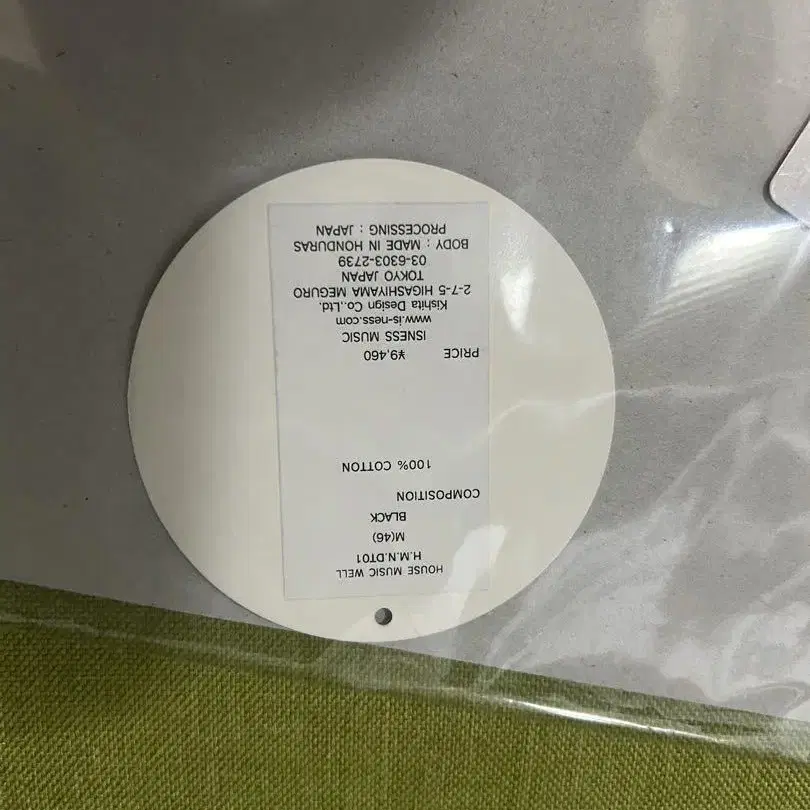 HOUSE MUSIC WELL
H.M.N.DT01
M(46)
BLACK
COMPOSITION
100% COTTON
PRICE ¥9,460
ISNESS MUSIC
www.is-ness.com
Kishita Design Co.,Ltd.
2-7-5 HIGASHIYAMA MEGURO
TOKYO JAPAN
03-6303-2739
BODY : MADE IN HONDURAS
PROCESSING : JAPAN